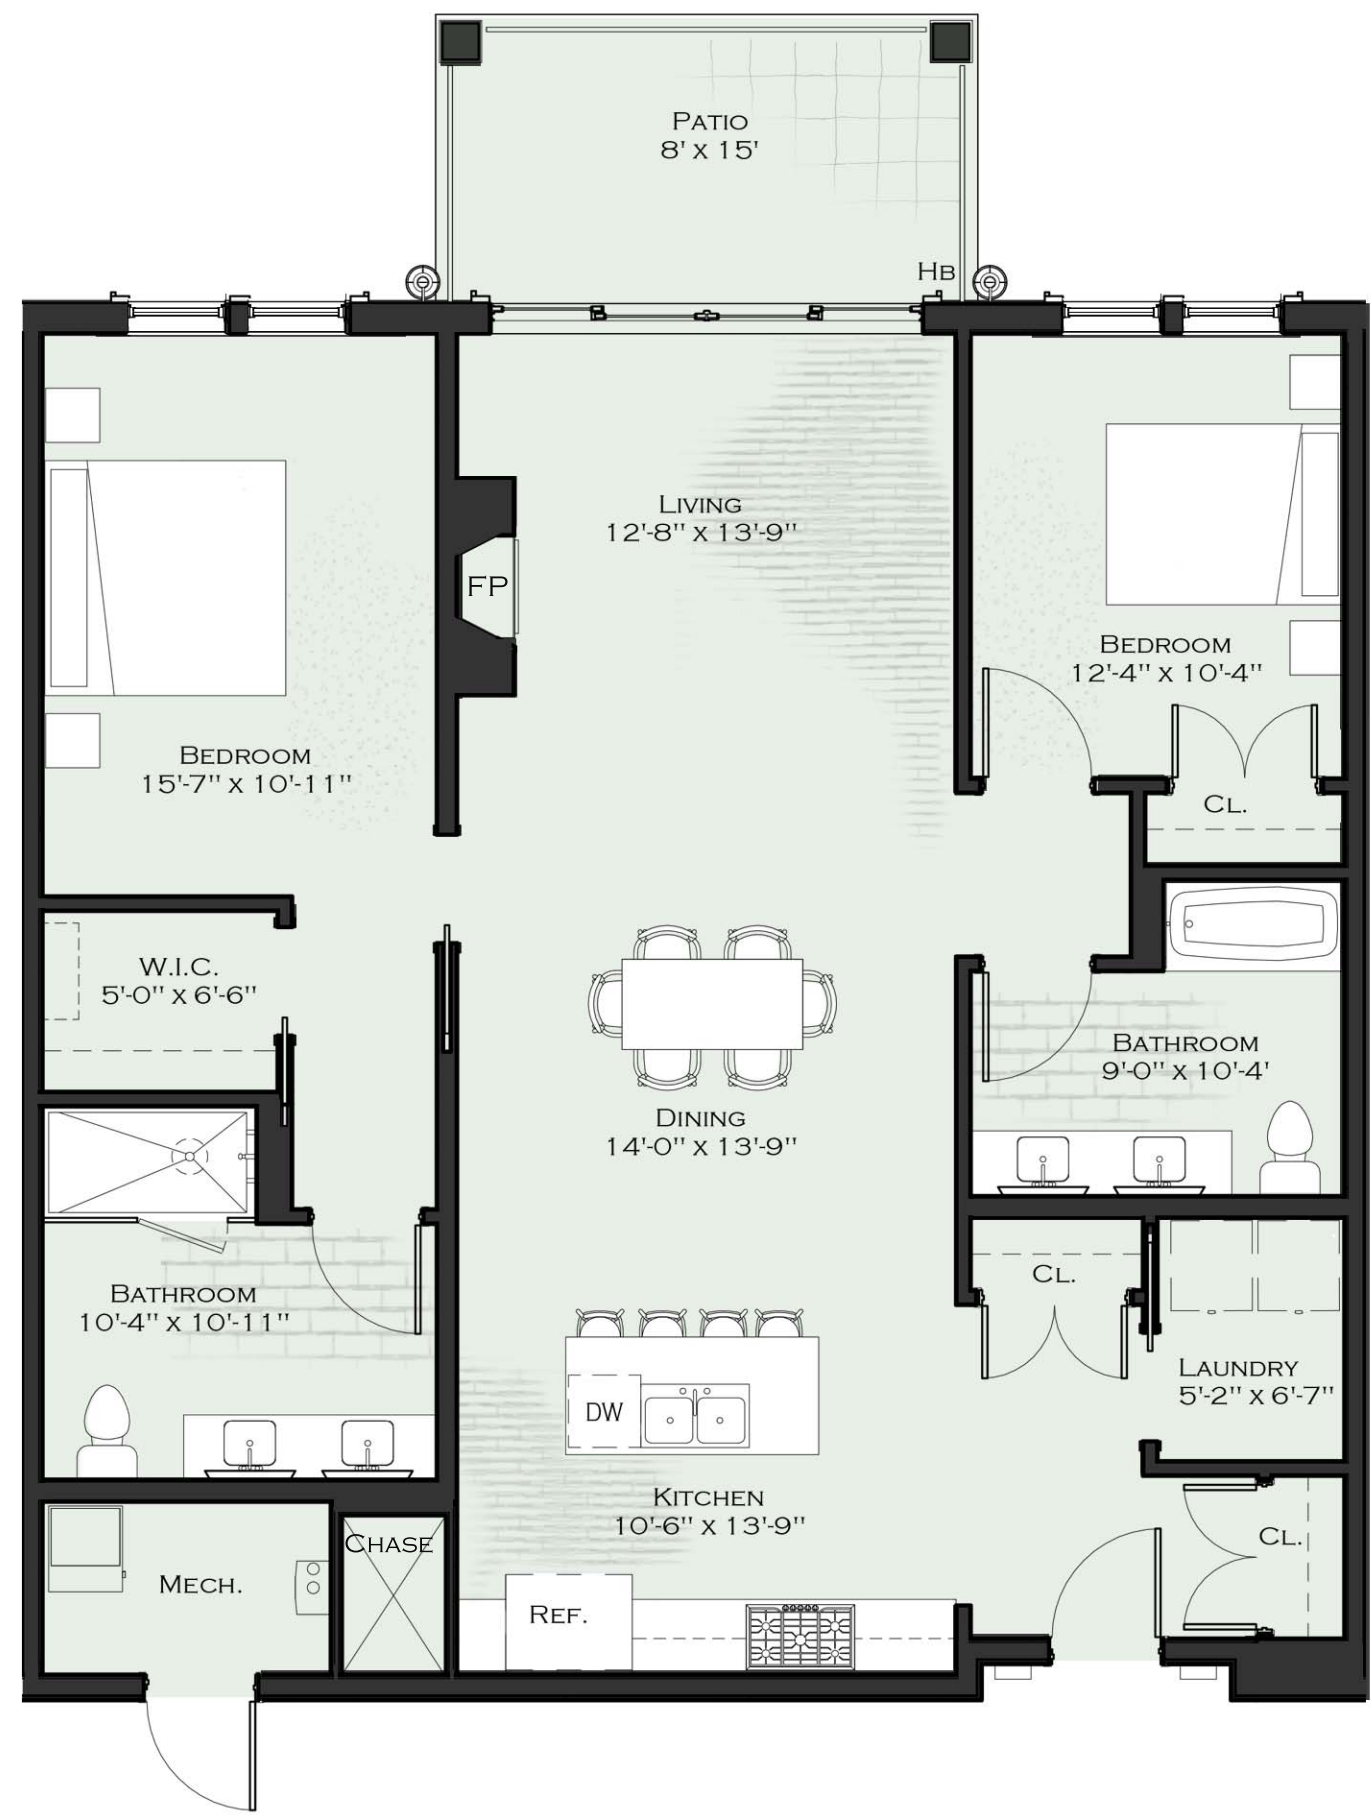 PATIO
8' X 15'
HB
LIVING
12'-8" X 13'-9"
FP
BEDROOM
12'-4" X 10'-4"
BEDROOM
15'-7" X 10'-11"
CL.
W.I.C.
5'-0" X 6'-6"
BATHROOM
9'-0" X 10'-4'
DINING
14'-0" X 13'-9"
CL.
BATHROOM
10'-4" X 10'-11"
LAUNDRY
5'-2" X 6'-7"
DW
KITCHEN
10'-6" X 13'-9"
CL.
CHASE
MECH.
REF.